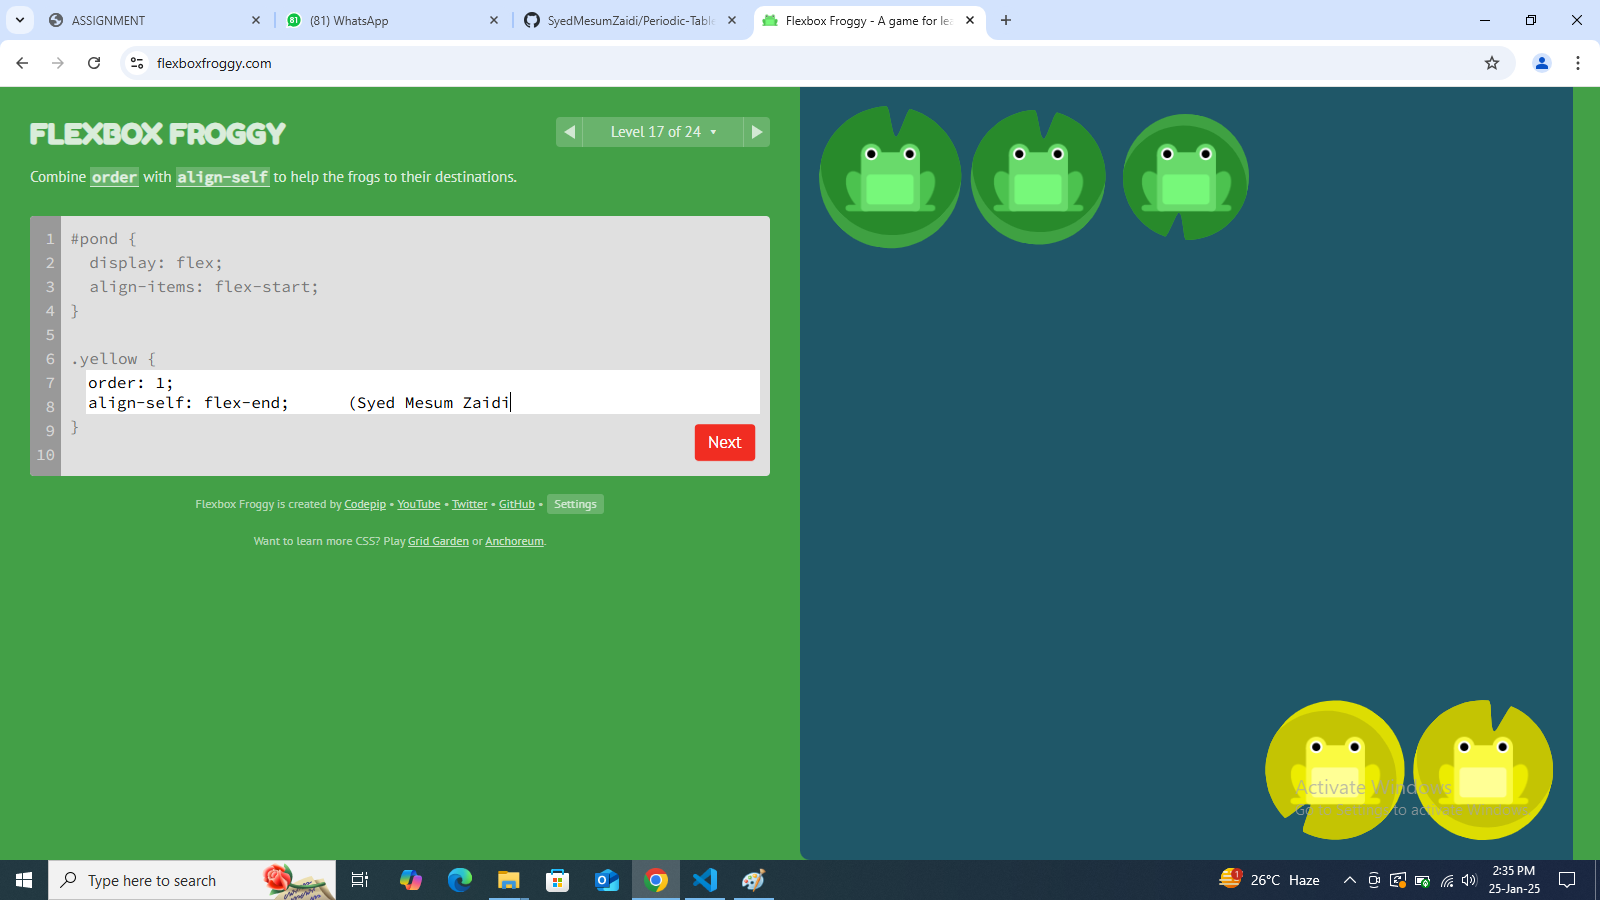 ASSIGNMENT
81
(81) WhatsApp
SyedMesumZaidi/Periodic-Table
Flexbox Froggy - A game for lea
flexboxfroggy.com
FLEXBOX FROGGY
Level 17 of 24
Combine order with align-self to help the frogs to their destinations.
1 #pond {
2 display: flex;
3 align-items: flex-start;
4 }
5
6 .yellow {
7 order: 1;
8 align-self: flex-end; (Syed Mesum Zaidi
9 }
10
Next
Flexbox Froggy is created by Codepip • YouTube • Twitter • GitHub • Settings
Want to learn more CSS? Play Grid Garden or Anchoreum.
Activate Windows
Go to Settings to activate Windows.
Type here to search
1
26°C Haze
2:35 PM
25-Jan-25